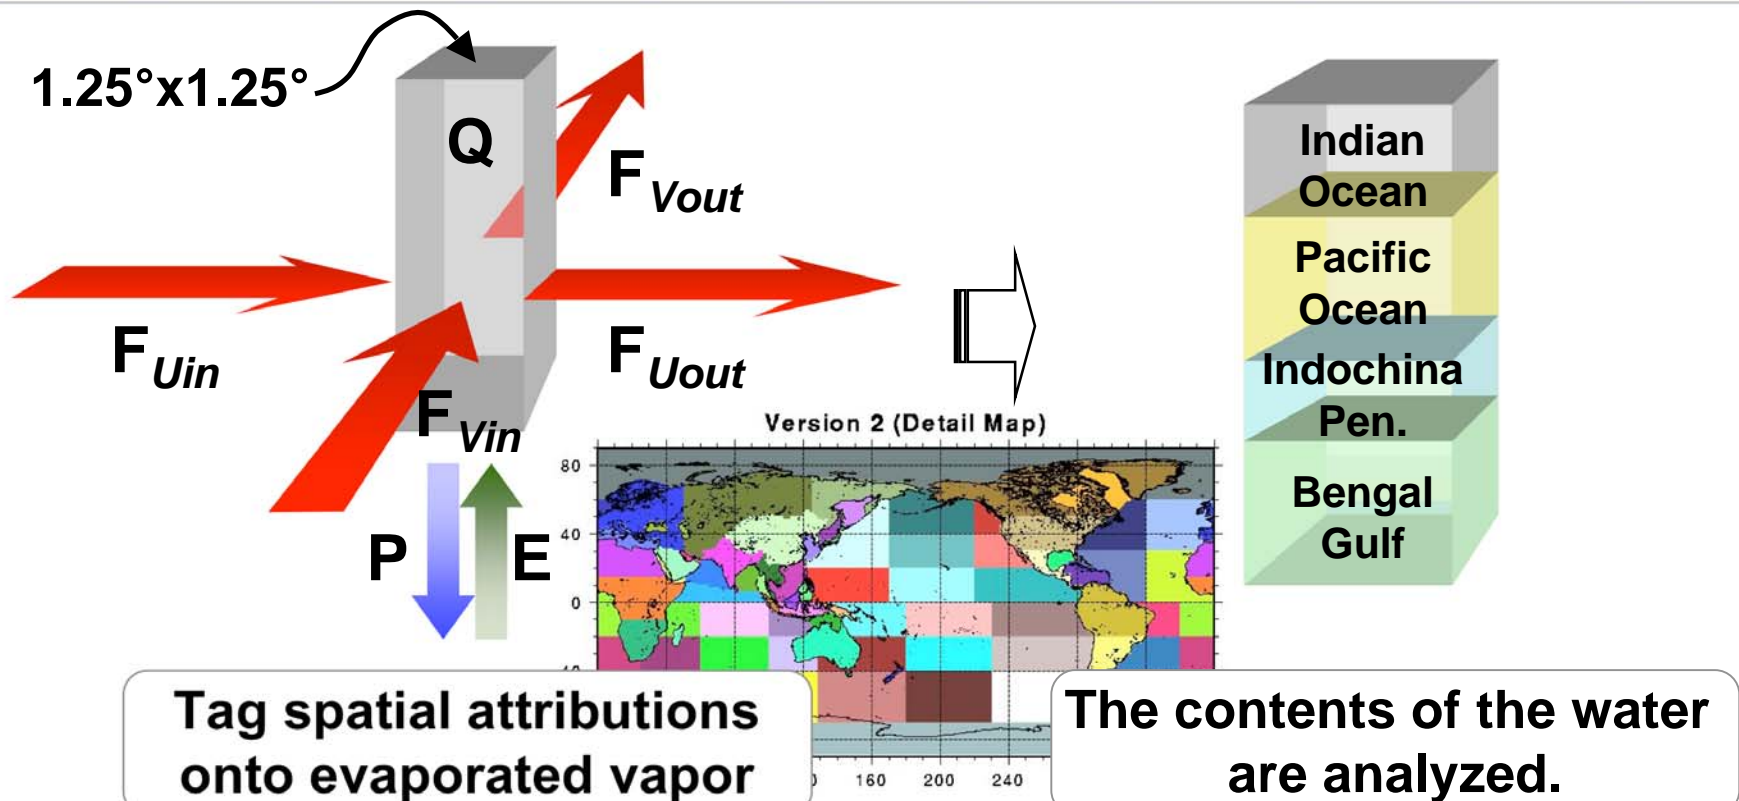 1.25°x1.25°
Q
F Vout
F Uin
F Uout
F Vin
P
E
Indian
Ocean
Pacific
Ocean
Indochina
Pen.
Bengal
Gulf
Version 2 (Detail Map)
80
40
0
160 200 240
Tag spatial attributions
onto evaporated vapor
The contents of the water
are analyzed.